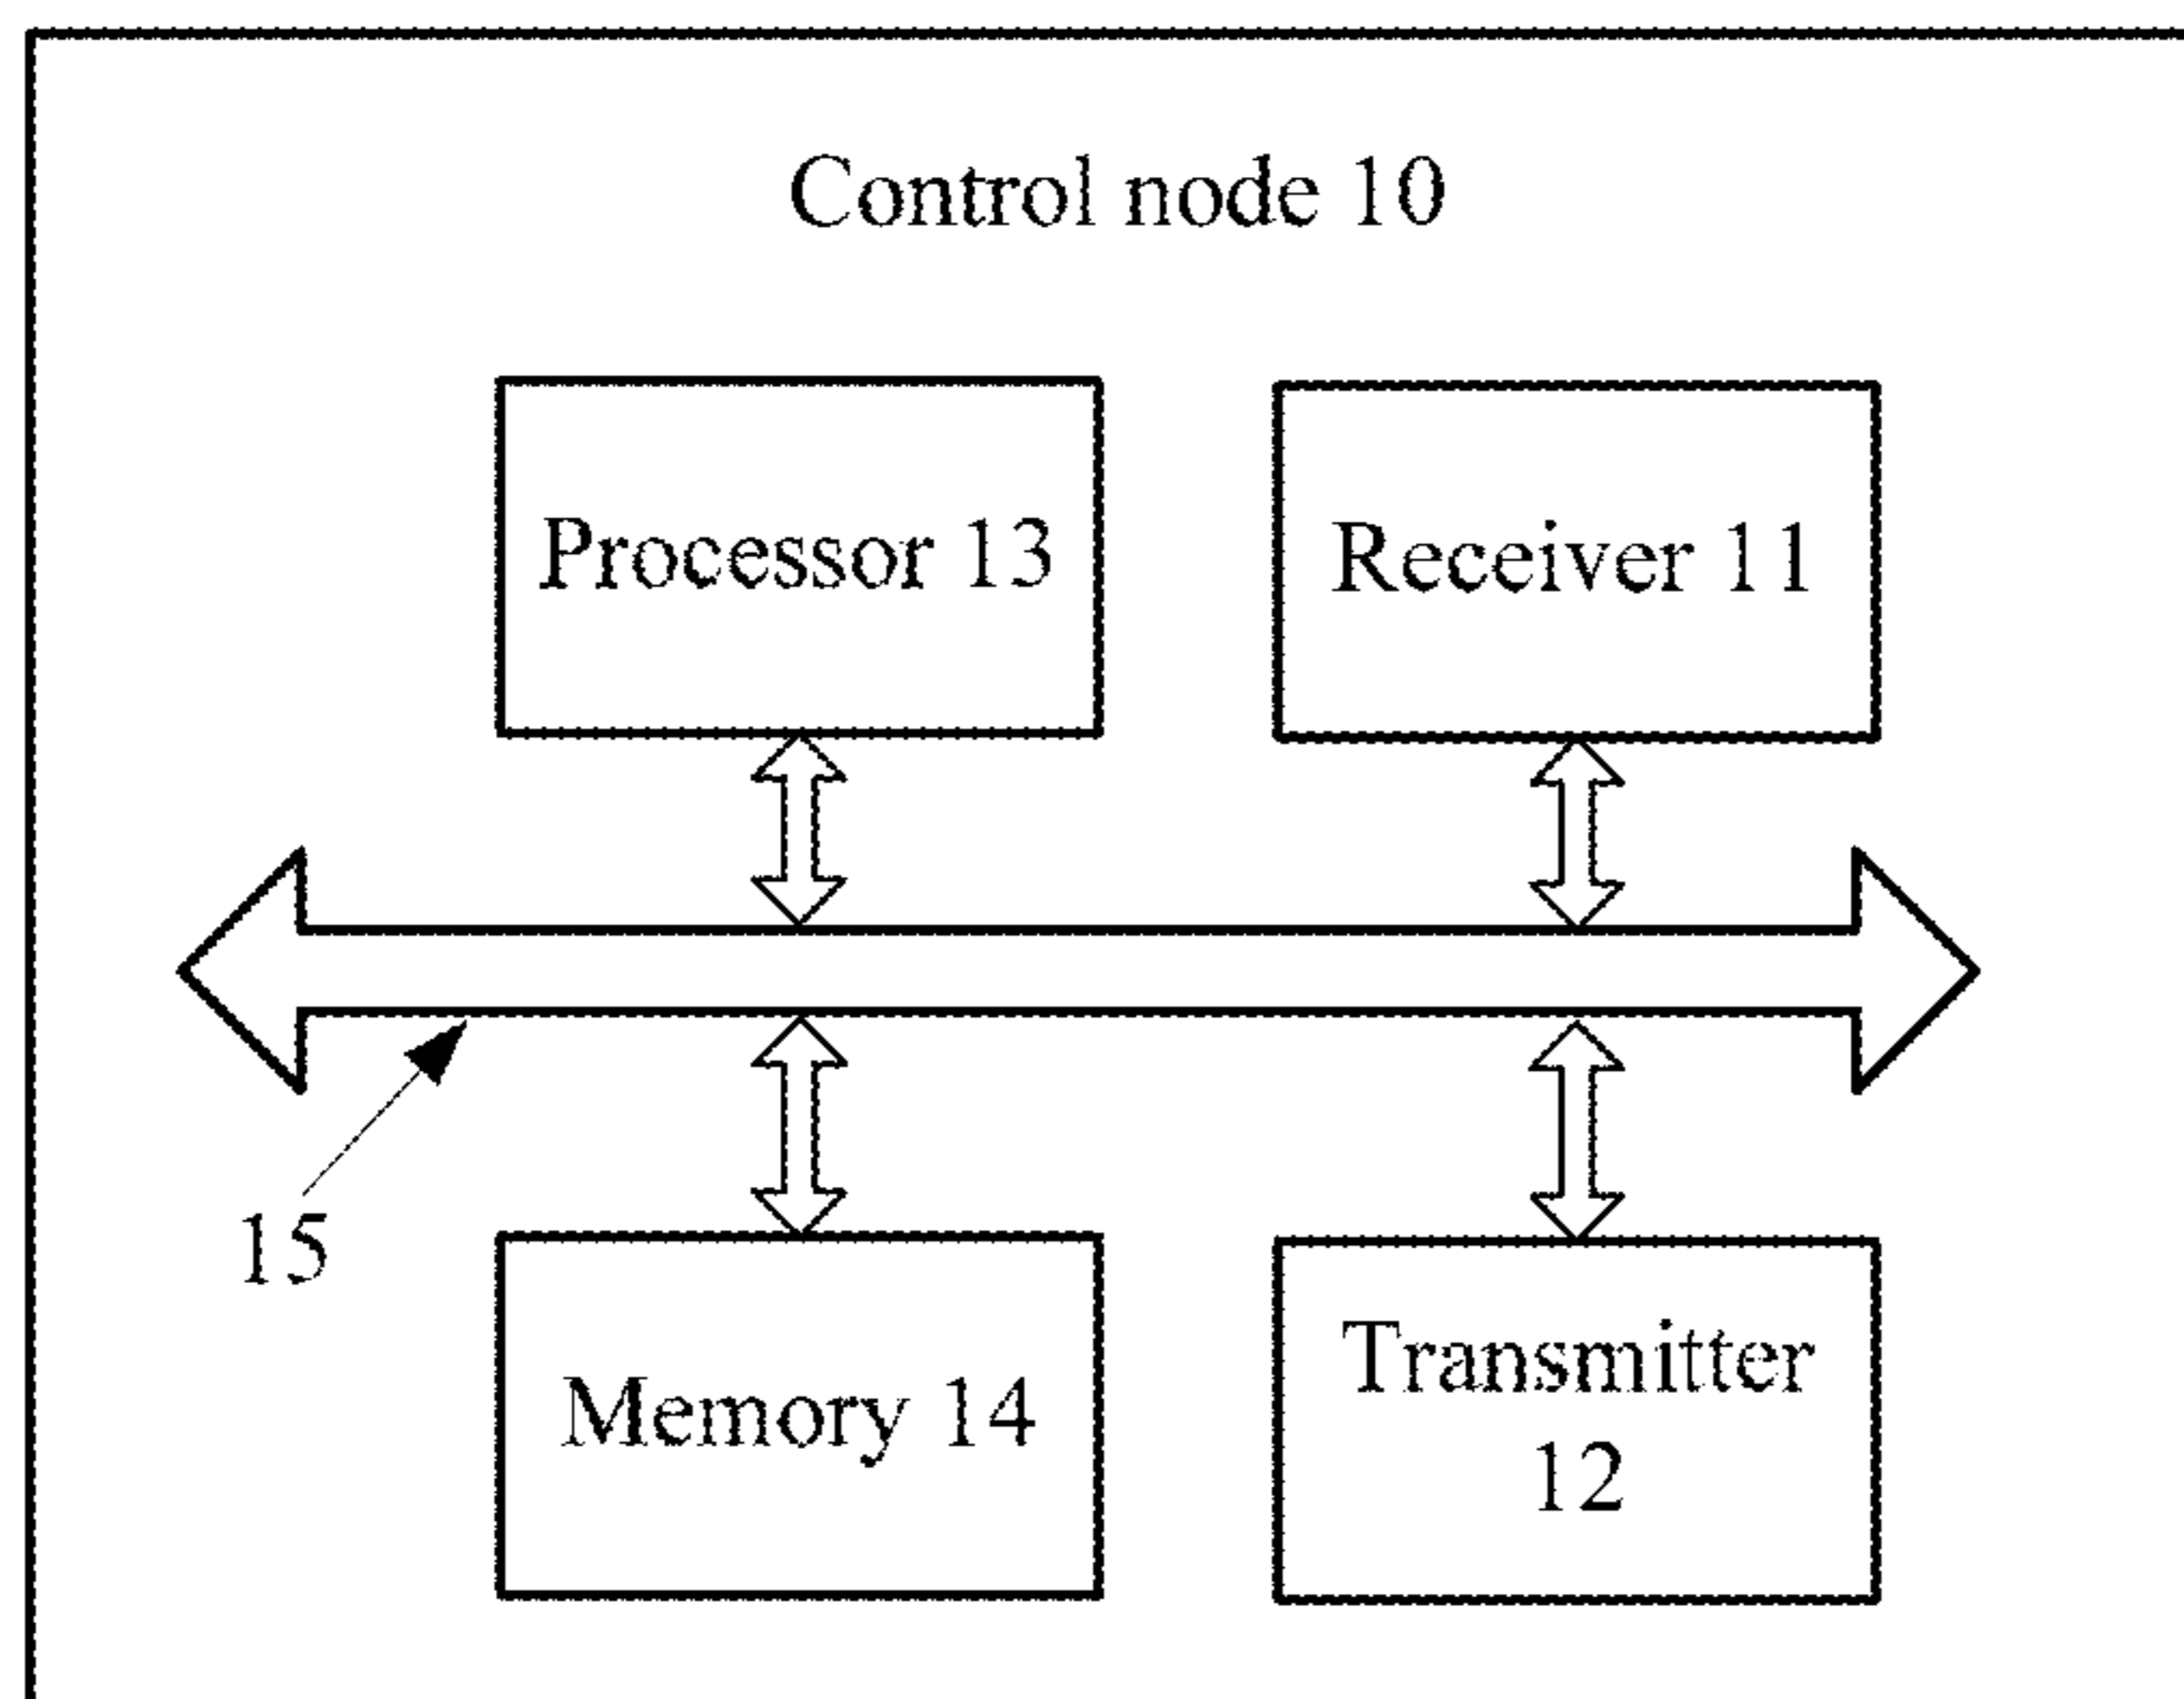 Control node 10
Processor 13
Receiver 11
15
Memory 14
Transmitter
12